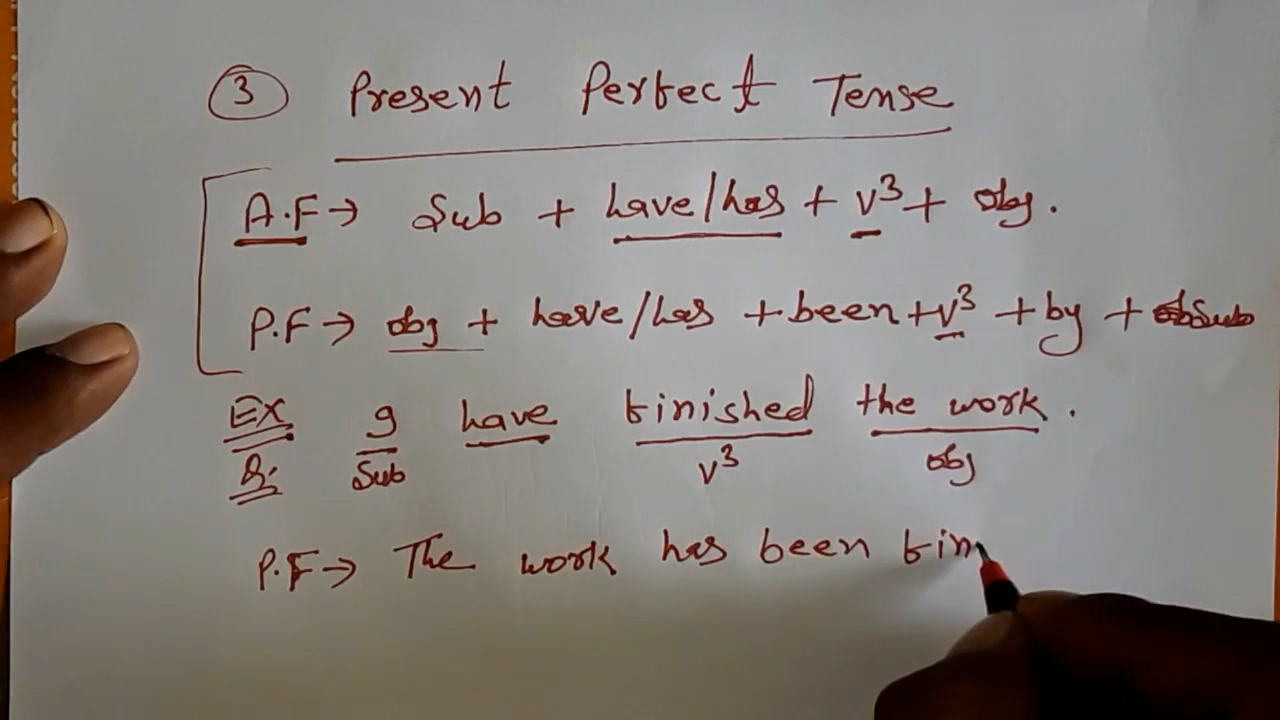 3 Present Perfect Tense
A.F → Sub + have/has + v³ + obj.
P.F → obj + have/has + been + v³ + by + Sub
Ex I have finished the work.
Sub v³ obj
P.F → The work has been fin